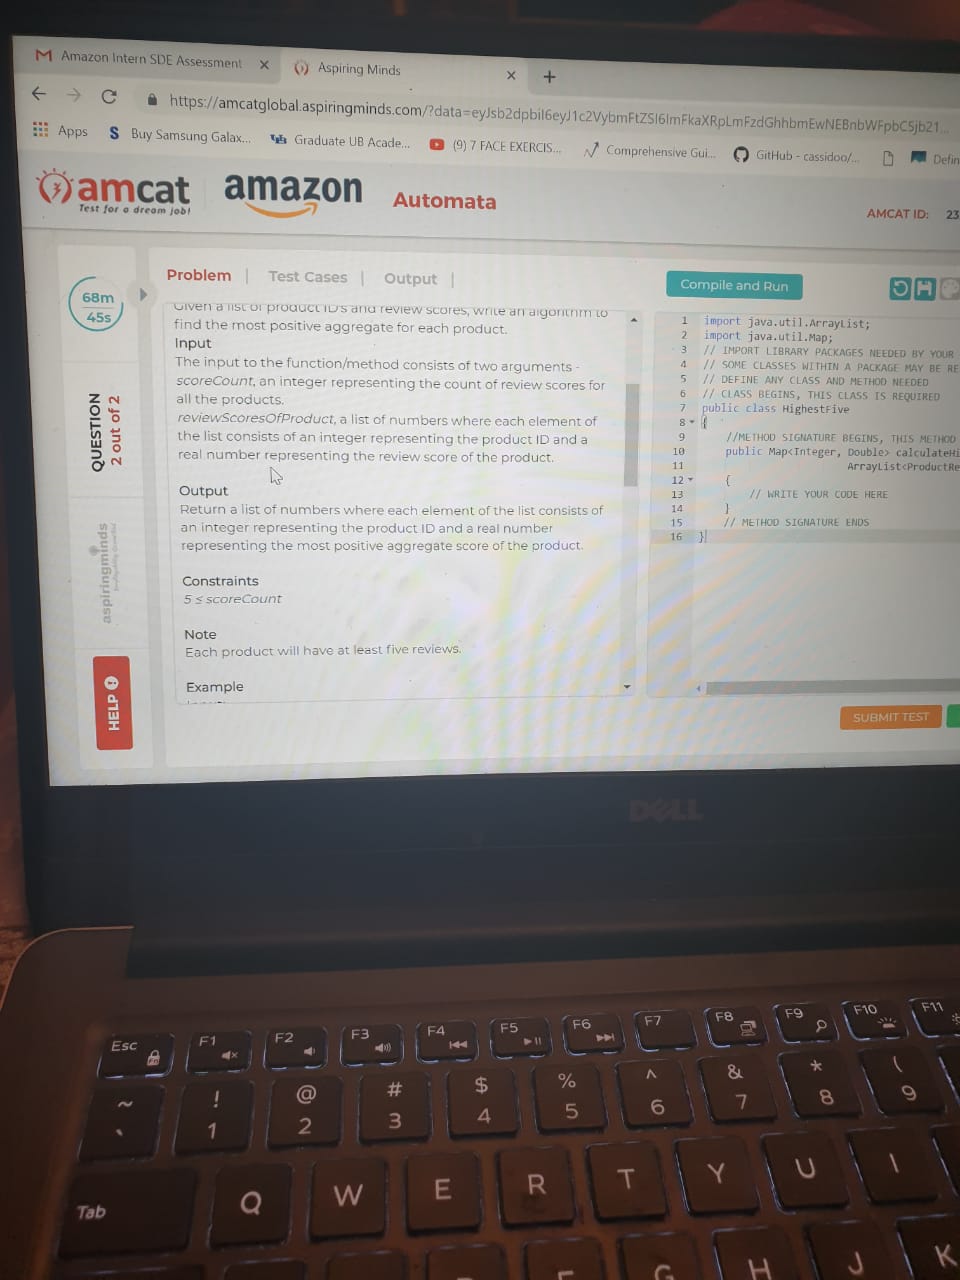 Amazon Intern SDE Assessment
Aspiring Minds
https://amcatglobal.aspiringminds.com/?data=eyJsb2dpbil6eyJ1c2VybmFtZSI6ImFkaXRpLmFzdGhhbmEwNEBnbWFpbC5jb21...
Apps
Buy Samsung Galax...
Graduate UB Acade...
(9) 7 FACE EXERCIS...
Comprehensive Gui...
GitHub - cassidoo/...
Defin
amcat
Test for a dream job!
amazon
Automata
AMCAT ID: 23
68m
45s
QUESTION
2 out of 2
aspiringminds
HELP
Problem | Test Cases | Output |
Compile and Run
Given a list of product ID's and review scores, write an algorithm to
find the most positive aggregate for each product.
Input
The input to the function/method consists of two arguments -
scoreCount, an integer representing the count of review scores for
all the products.
reviewScoresOfProduct, a list of numbers where each element of
the list consists of an integer representing the product ID and a
real number representing the review score of the product.
Output
Return a list of numbers where each element of the list consists of
an integer representing the product ID and a real number
representing the most positive aggregate score of the product.
Constraints
5 ≤ scoreCount
Note
Each product will have at least five reviews.
Example
1 import java.util.ArrayList;
2 import java.util.Map;
3 // IMPORT LIBRARY PACKAGES NEEDED BY YOUR
4 // SOME CLASSES WITHIN A PACKAGE MAY BE RE
5 // DEFINE ANY CLASS AND METHOD NEEDED
6 // CLASS BEGINS, THIS CLASS IS REQUIRED
7 public class HighestFive
8 {
9 //METHOD SIGNATURE BEGINS, THIS METHOD
10 public Map<Integer, Double> calculateHi
11 ArrayList<ProductRe
12 {
13 // WRITE YOUR CODE HERE
14 }
15 // METHOD SIGNATURE ENDS
16 }
SUBMIT TEST
DELL
Esc F1 F2 F3 F4 F5 F6 F7 F8 F9 F10 F11
~ ! @ # $ % ^ & * (
` 1 2 3 4 5 6 7 8 9
Tab Q W E R T Y U I
G H J K